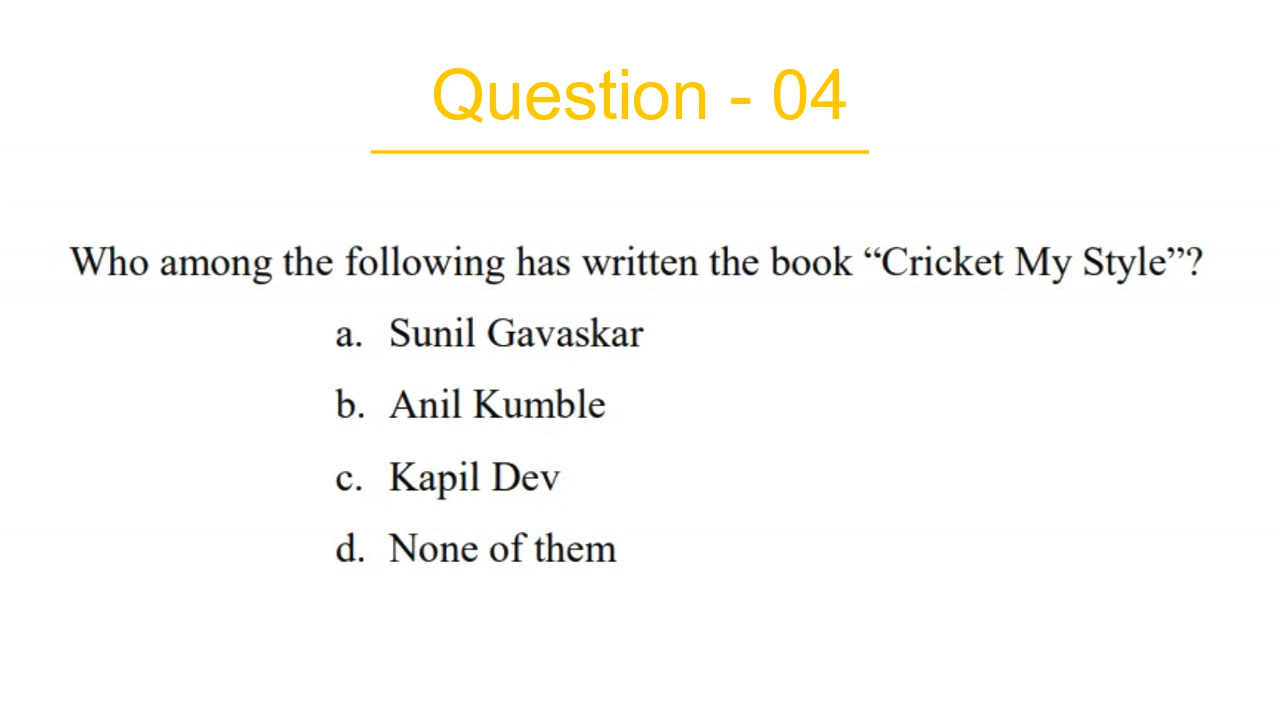 Question - 04
Who among the following has written the book “Cricket My Style”?
a. Sunil Gavaskar
b. Anil Kumble
c. Kapil Dev
d. None of them